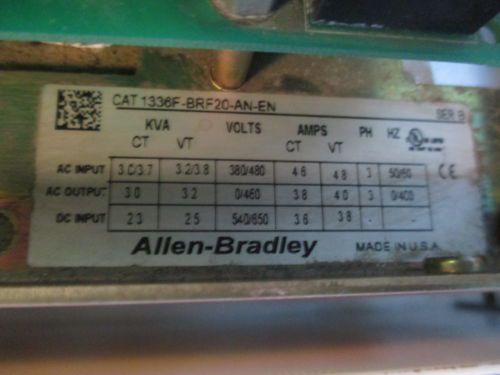 CAT 1336F-BRF20-AN-EN SER B
KVA VOLTS AMPS PH HZ
CT VT CT VT
AC INPUT 3.0/3.7 3.2/3.8 380/480 4.6 4.8 3 50/60
AC OUTPUT 3.0 3.2 0/460 3.8 4.0 3 0/400
DC INPUT 2.3 2.5 540/650 3.6 3.8 - -
Allen-Bradley MADE IN U.S.A.
UL
CE